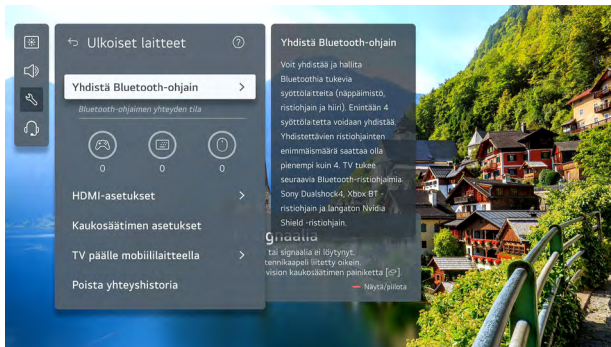 Ulkoiset laitteet
?
Yhdistä Bluetooth-ohjain
Bluetooth-ohjaimen yhteyden tila
0
0
0
HDMI-asetukset
Kaukosäätimen asetukset
TV päälle mobiililaitteella
Poista yhteyshistoria
Yhdistä Bluetooth-ohjain
Voit yhdistää ja hallita
Bluetoothia tukevia
syöttölaitteita (näppäimistö,
ristiohjain ja hiiri). Enintään 4
syöttölaitetta voidaan yhdistää.
Yhdistettävien ristiohjainten
enimmäismäärä saattaa olla
pienempi kuin 4. TV tukee
seuraavia Bluetooth-ristiohjaimia:
Sony Dualshock4, Xbox BT -
ristiohjain ja langaton Nvidia
Shield -ristiohjain.
gnaalia
tai signaalia ei löytynyt.
tennikaapeli liitetty oikein.
vision kaukosäätimen painiketta [].
Näytä/piilota